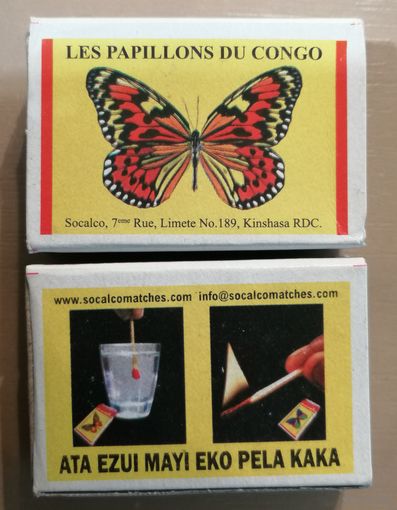 LES PAPILLONS DU CONGO
Socalco, 7eme Rue, Limete No.189, Kinshasa RDC.
www.socalcomatches.com info@socalcomatches.com
ATA EZUI MAYI EKO PELA KAKA